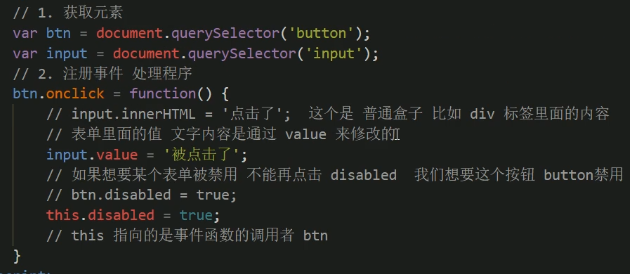 // 1. 获取元素
var btn = document.querySelector('button');
var input = document.querySelector('input');
// 2. 注册事件 处理程序
btn.onclick = function() {
// input.innerHTML = '点击了'; 这个是 普通盒子 比如 div 标签里面的内容
// 表单里面的值 文字内容是通过 value 来修改的
input.value = '被点击了';
// 如果想要某个表单被禁用 不能再点击 disabled 我们想要这个按钮 button禁用
// btn.disabled = true;
this.disabled = true;
// this 指向的是事件函数的调用者 btn
}